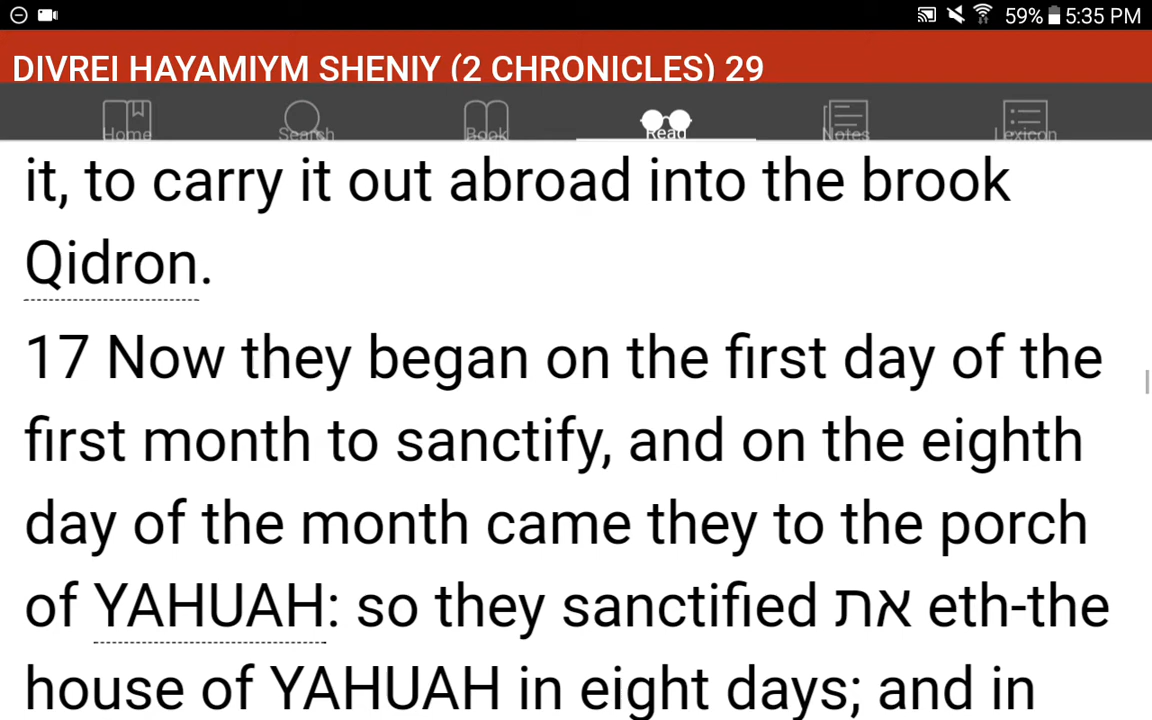 59% 5:35 PM
DIVREI HAYAMIYM SHENIY (2 CHRONICLES) 29
Home Search Book Read Notes Lexicon
it, to carry it out abroad into the brook
Qidron.
17 Now they began on the first day of the
first month to sanctify, and on the eighth
day of the month came they to the porch
of YAHUAH: so they sanctified את eth-the
house of YAHUAH in eight days; and in